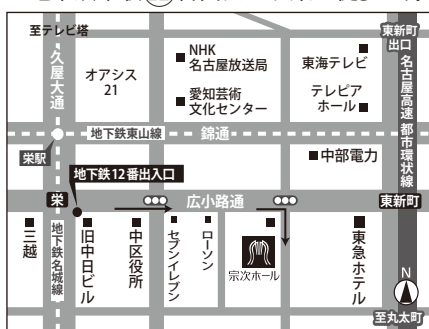 至テレビ塔
東新町
出口
久屋大通
オアシス
21
NHK
名古屋放送局
愛知芸術
文化センター
東海テレビ
テレピア
ホール
名古屋高速 都市環状線
地下鉄東山線
錦通
栄駅
中部電力
地下鉄12番出入口
栄
広小路通
東新町
三越
地下鉄名城線
旧中日ビル
中区役所
セブンイレブン
ローソン
宗次ホール
東急ホテル
N
至丸太町